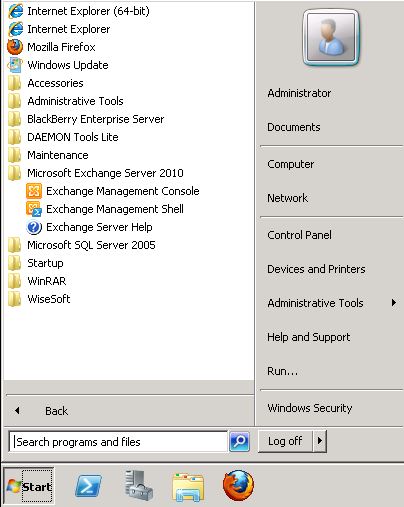 Internet Explorer (64-bit)
Internet Explorer
Mozilla Firefox
Windows Update
Accessories
Administrative Tools
BlackBerry Enterprise Server
DAEMON Tools Lite
Maintenance
Microsoft Exchange Server 2010
Exchange Management Console
Exchange Management Shell
Exchange Server Help
Microsoft SQL Server 2005
Startup
WinRAR
WiseSoft
Back
Search programs and files
Administrator
Documents
Computer
Network
Control Panel
Devices and Printers
Administrative Tools
Help and Support
Run...
Windows Security
Log off
Start